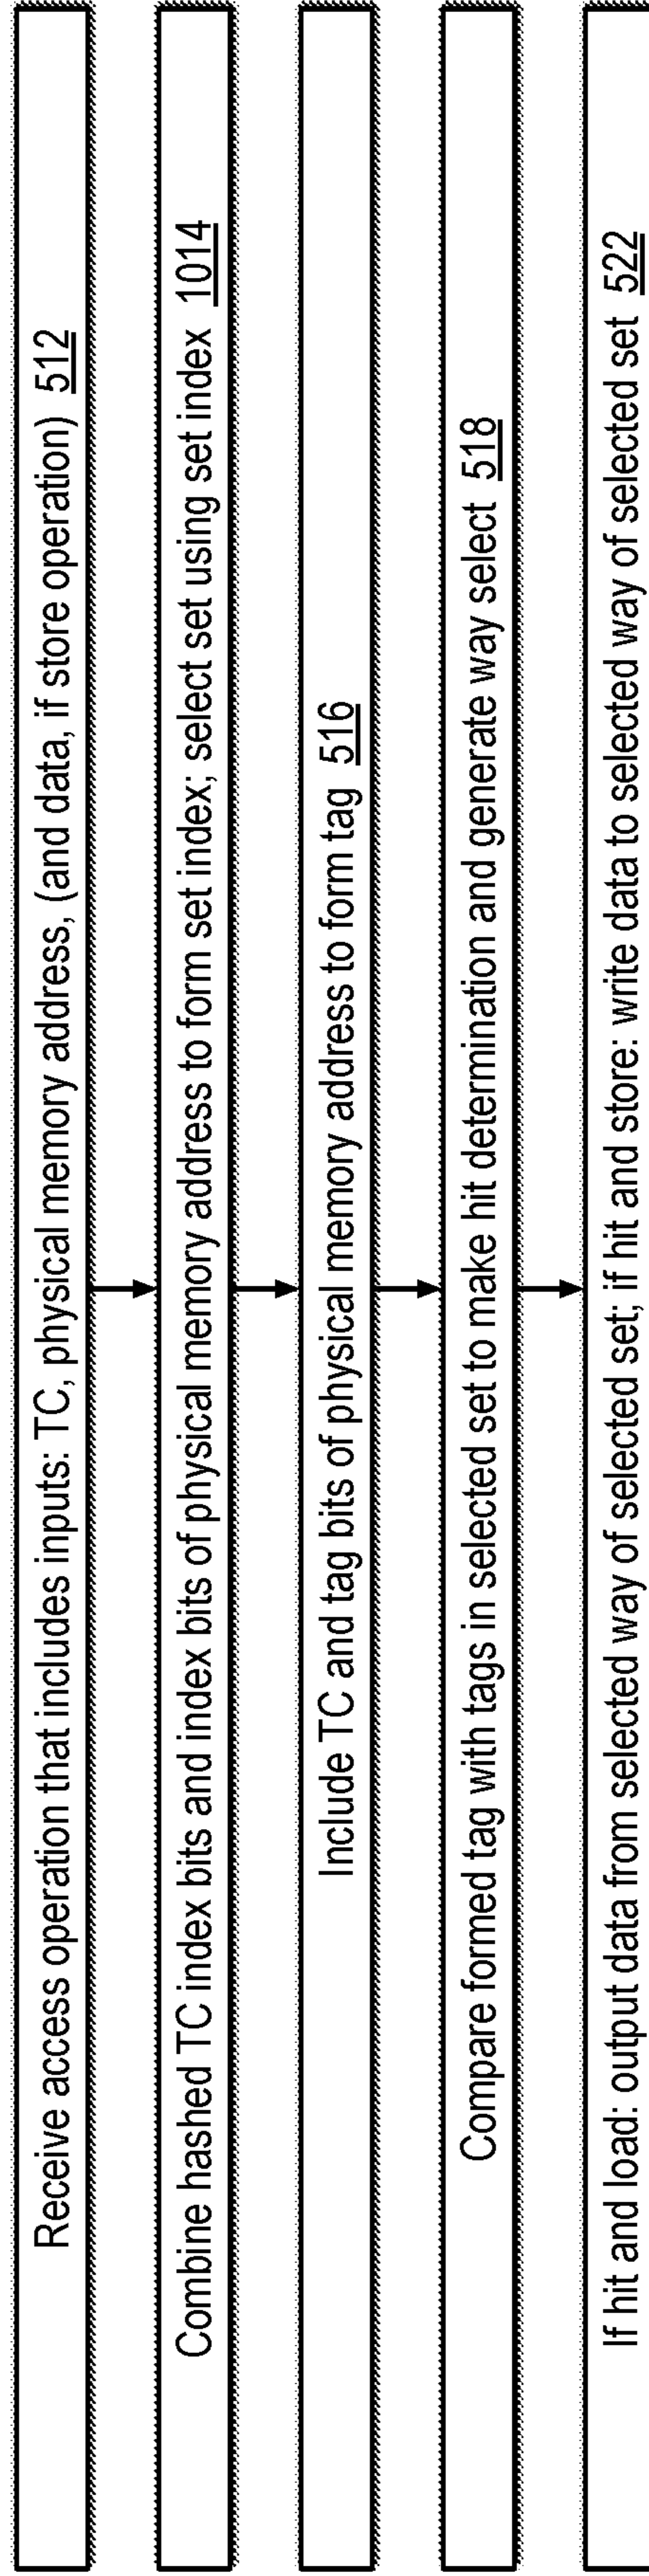 Receive access operation that includes inputs: TC, physical memory address, (and data, if store operation) 512
Combine hashed TC index bits and index bits of physical memory address to form set index; select set using set index 1014
Include TC and tag bits of physical memory address to form tag 516
Compare formed tag with tags in selected set to make hit determination and generate way select 518
If hit and load: output data from selected way of selected set; if hit and store: write data to selected way of selected set 522